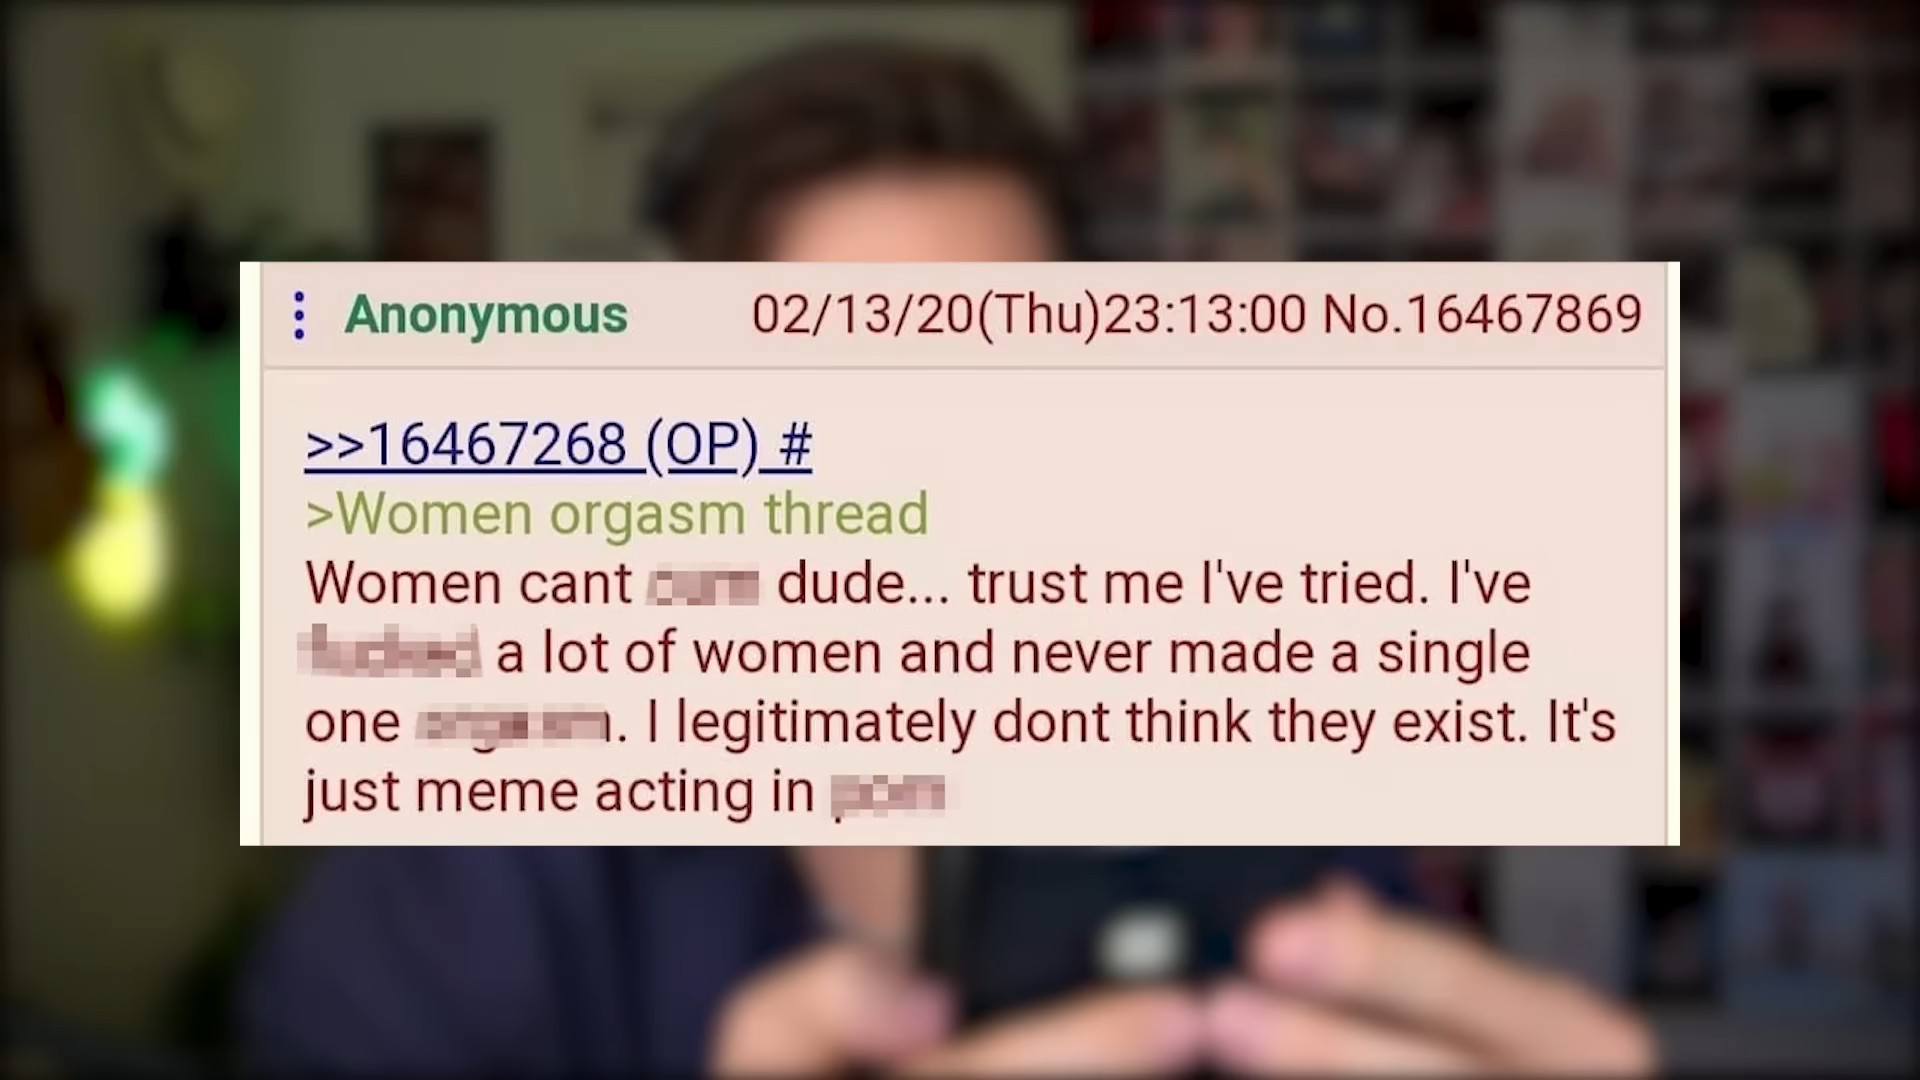 Anonymous 02/13/20(Thu)23:13:00 No.16467869
>>16467268 (OP) #
>Women orgasm thread
Women cant dude... trust me I've tried. I've
a lot of women and never made a single
one . I legitimately dont think they exist. It's
just meme acting in